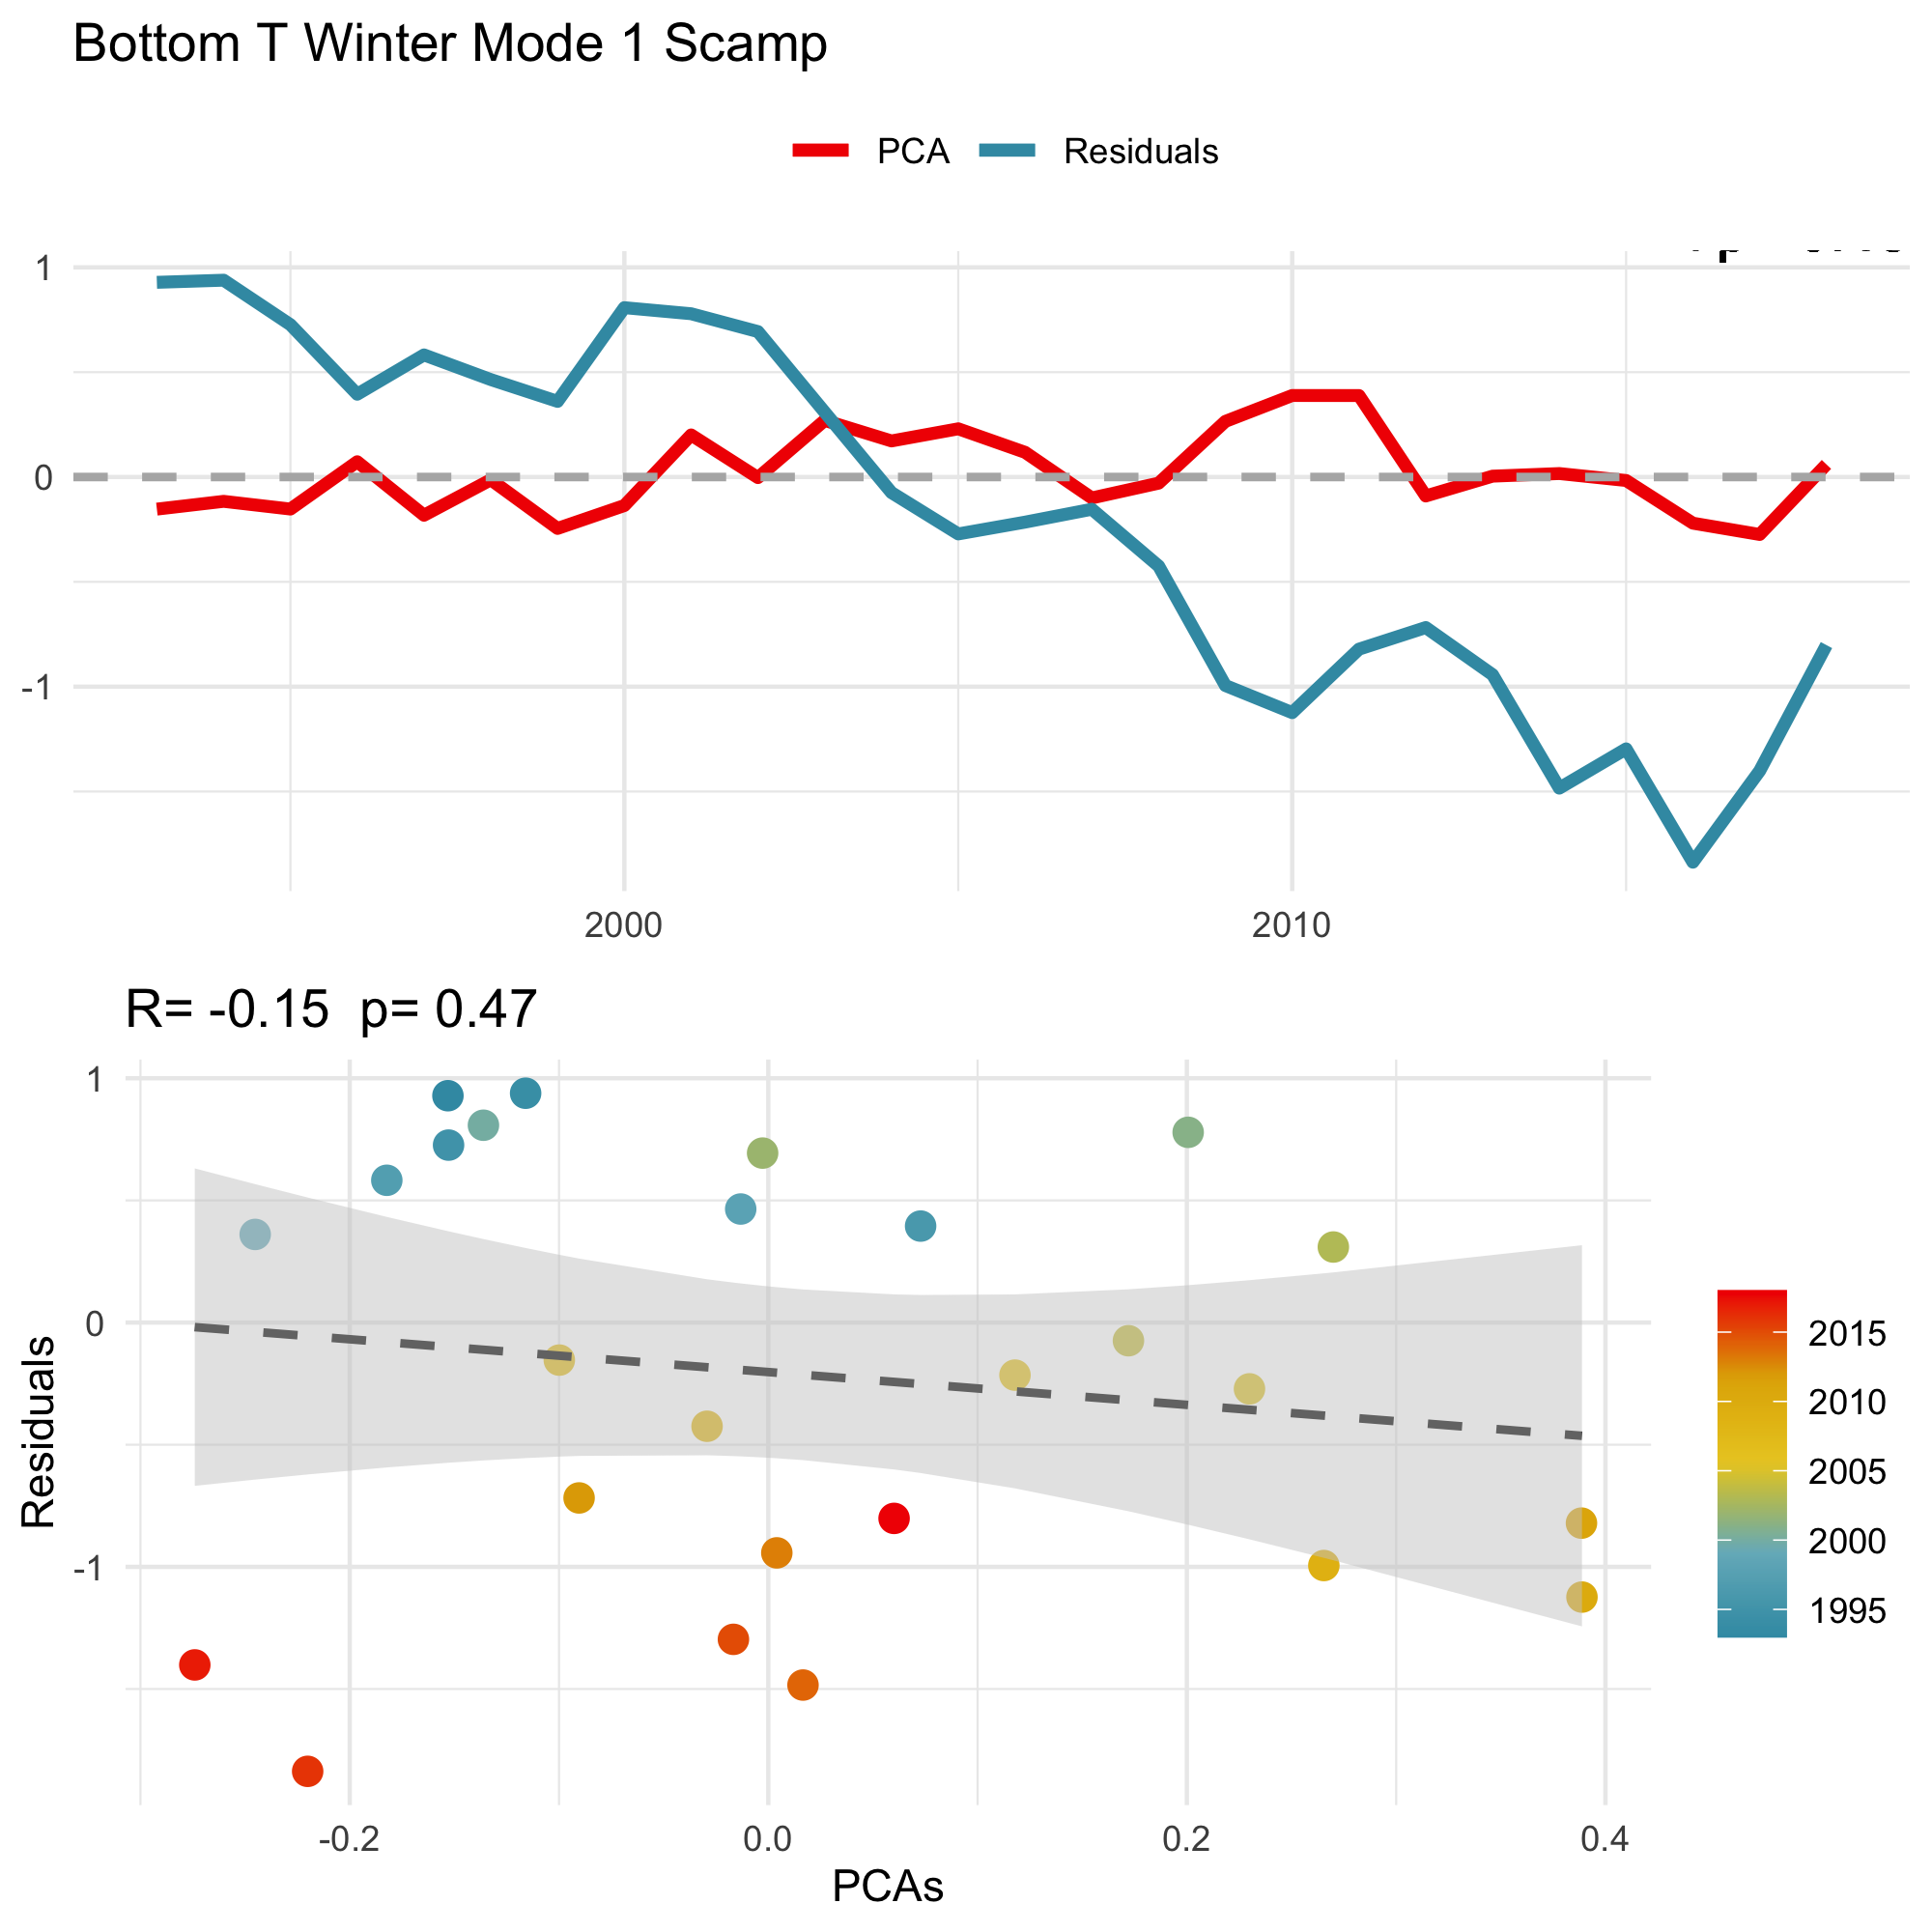 Bottom T Winter Mode 1 Scamp
PCA Residuals
1
0
-1
2000 2010
R= -0.15 p= 0.47
1
0
-1
Residuals
-0.2 0.0 0.2 0.4
PCAs
2015
2010
2005
2000
1995